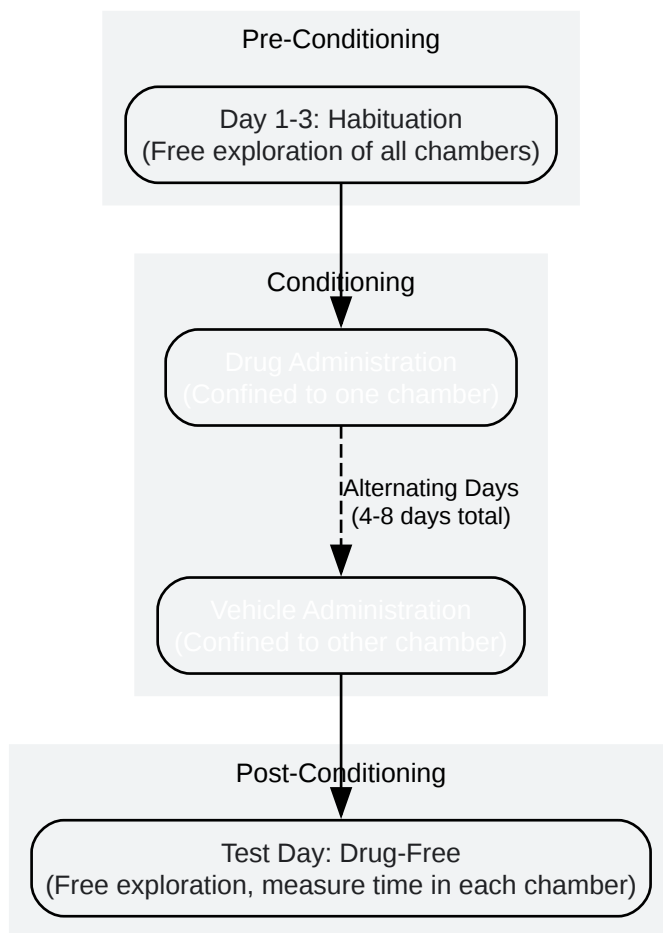 Pre-Conditioning
Day 1-3: Habituation
(Free exploration of all chambers)
Conditioning
Drug Administration
(Confined to one chamber)
Alternating Days
(4-8 days total)
Vehicle Administration
(Confined to other chamber)
Post-Conditioning
Test Day: Drug-Free
(Free exploration, measure time in each chamber)